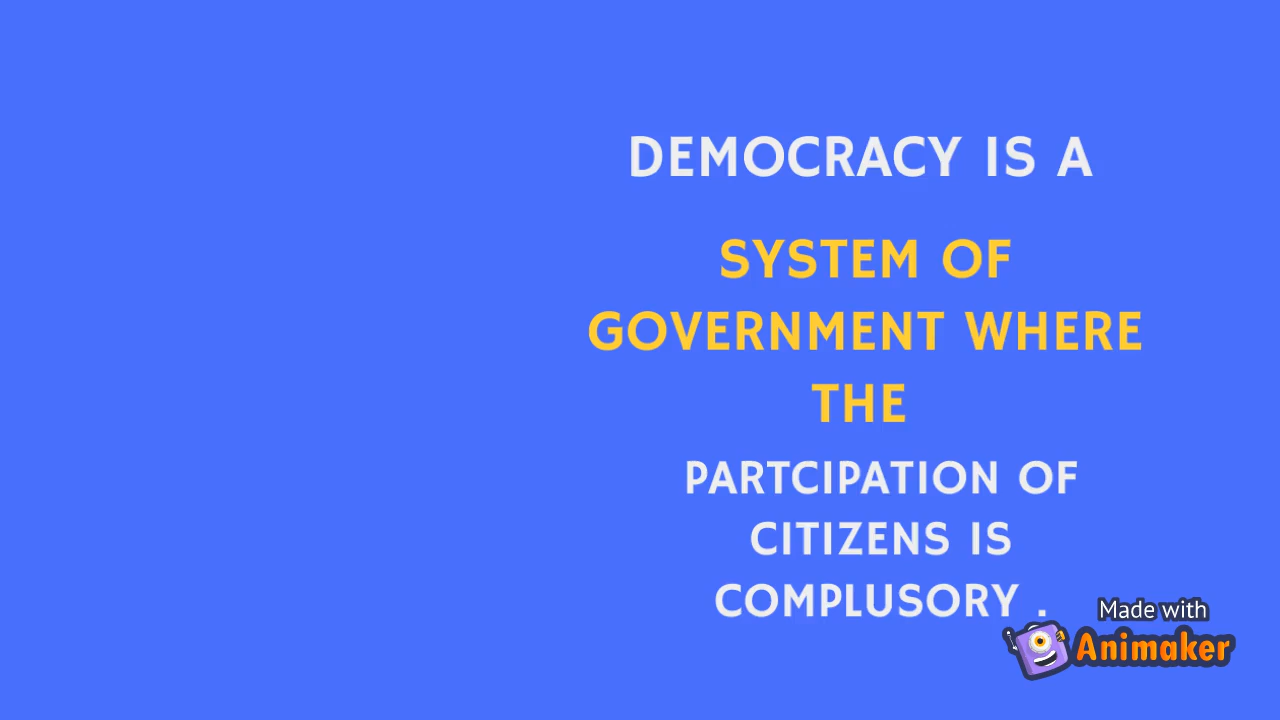 DEMOCRACY IS A
SYSTEM OF
GOVERNMENT WHERE
THE
PARTCIPATION OF
CITIZENS IS
COMPLUSORY .
Made with
Animaker